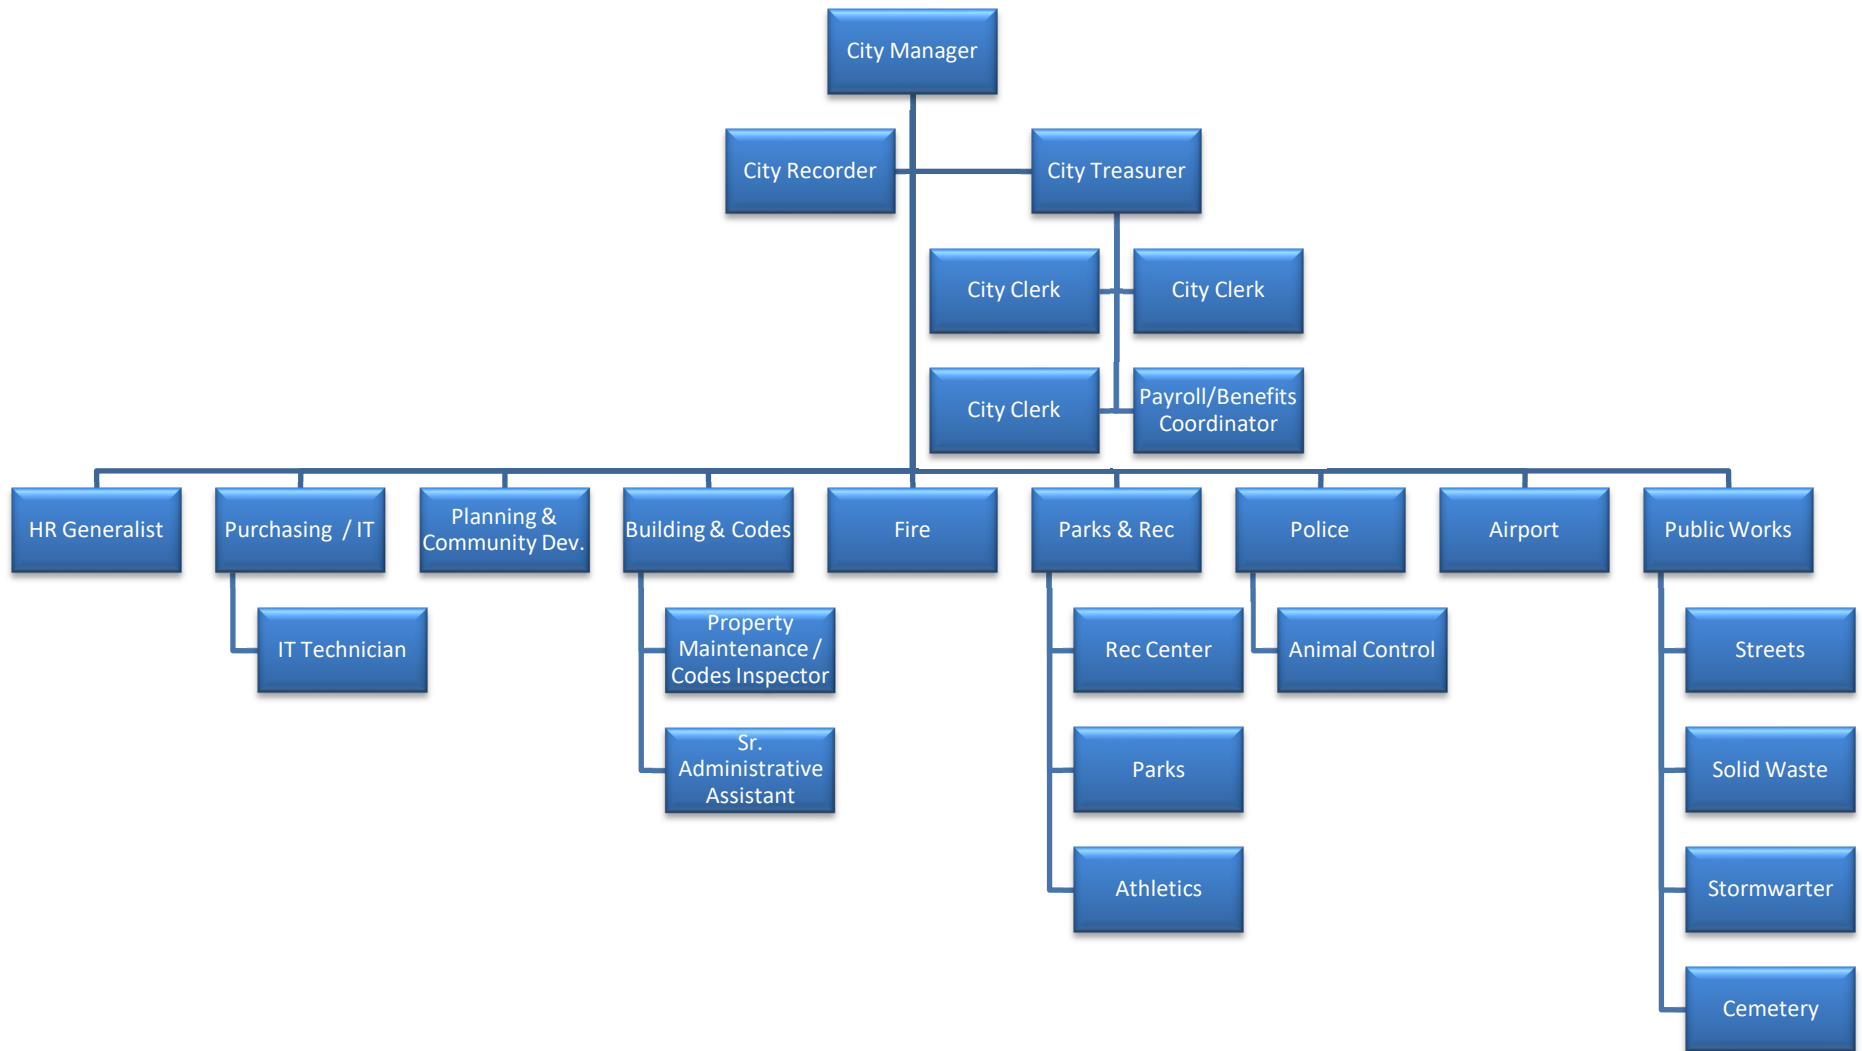 City Manager
City Recorder
City Treasurer
City Clerk
City Clerk
City Clerk
Payroll/Benefits
Coordinator
HR Generalist
Purchasing / IT
Planning &
Community Dev.
Building & Codes
Fire
Parks & Rec
Police
Airport
Public Works
IT Technician
Property
Maintenance /
Codes Inspector
Rec Center
Animal Control
Streets
Sr.
Administrative
Assistant
Parks
Solid Waste
Athletics
Stormwarter
Cemetery